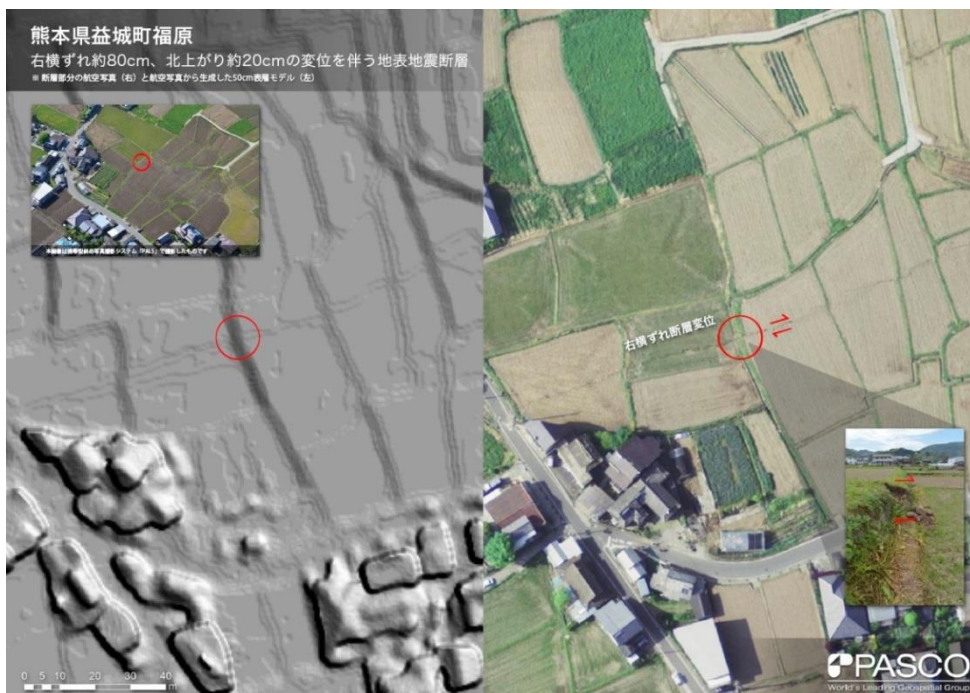 熊本県益城町福原
右横ずれ約80cm、北上がり約20cmの変位を伴う地表地震断層
※ 断層部分の航空写真（右）と航空写真から生成した50cm表層モデル（左）
右横ずれ断層変位
0 5 10 20 30 40
m
PASCO
World's Leading Geospatial Group